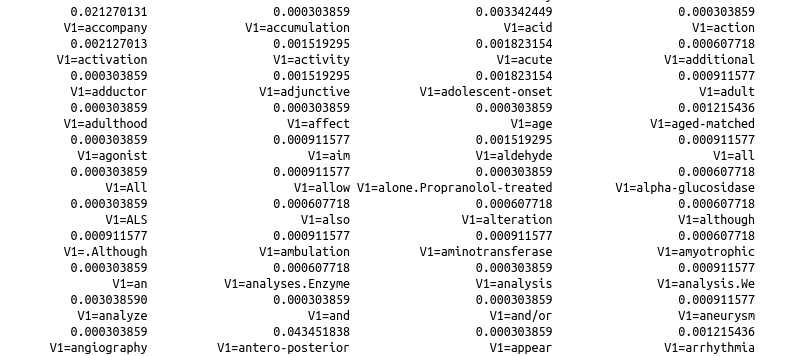 0.021270131 0.000303859 0.003342449 0.000303859
V1=accompany V1=accumulation V1=acid V1=action
0.002127013 0.001519295 0.001823154 0.000607718
V1=activation V1=activity V1=acute V1=additional
0.000303859 0.001519295 0.001823154 0.000911577
V1=adductor V1=adjunctive V1=adolescent-onset V1=adult
0.000303859 0.000303859 0.000303859 0.001215436
V1=adulthood V1=affect V1=age V1=aged-matched
0.000303859 0.000911577 0.001519295 0.000911577
V1=agonist V1=aim V1=aldehyde V1=all
0.000303859 0.000911577 0.000303859 0.000607718
V1=All V1=allow V1=alone.Propranolol-treated V1=alpha-glucosidase
0.000303859 0.000607718 0.000607718 0.000607718
V1=ALS V1=also V1=alteration V1=although
0.000911577 0.000911577 0.000911577 0.000607718
V1=.Although V1=ambulation V1=aminotransferase V1=amyotrophic
0.000303859 0.000607718 0.000303859 0.000911577
V1=an V1=analyses.Enzyme V1=analysis V1=analysis.We
0.003038590 0.000303859 0.000303859 0.000911577
V1=analyze V1=and V1=and/or V1=aneurysm
0.000303859 0.043451838 0.000303859 0.001215436
V1=angiography V1=antero-posterior V1=appear V1=arrhythmia